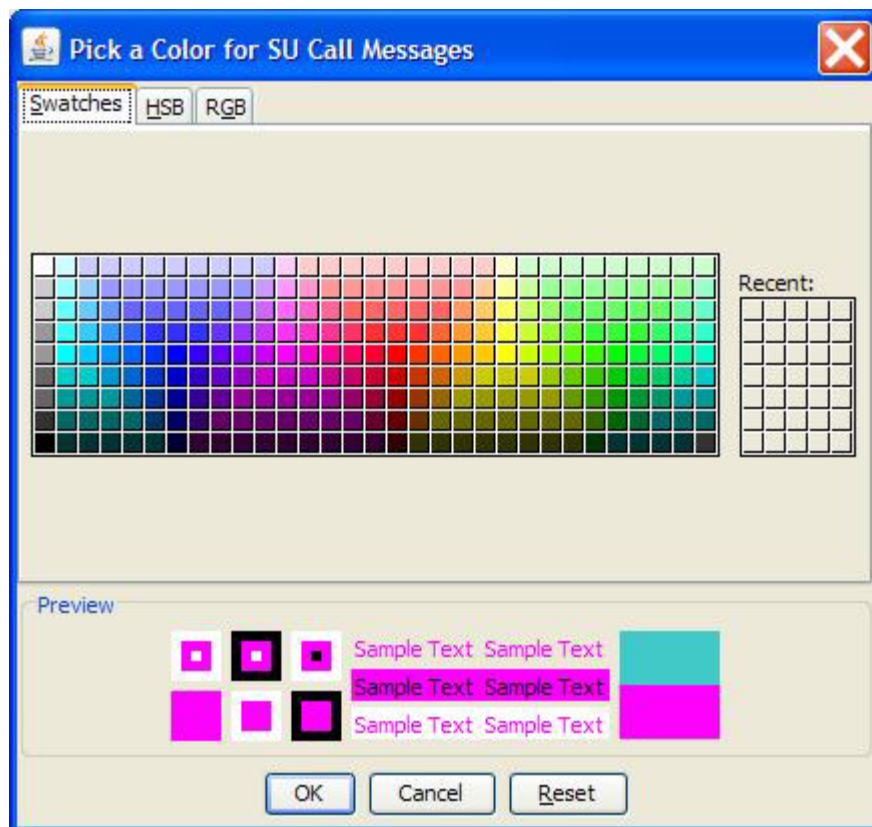 Pick a Color for SU Call Messages
Swatches HSB RGB
Recent:
Preview
Sample Text Sample Text
Sample Text Sample Text
Sample Text Sample Text
OK Cancel Reset